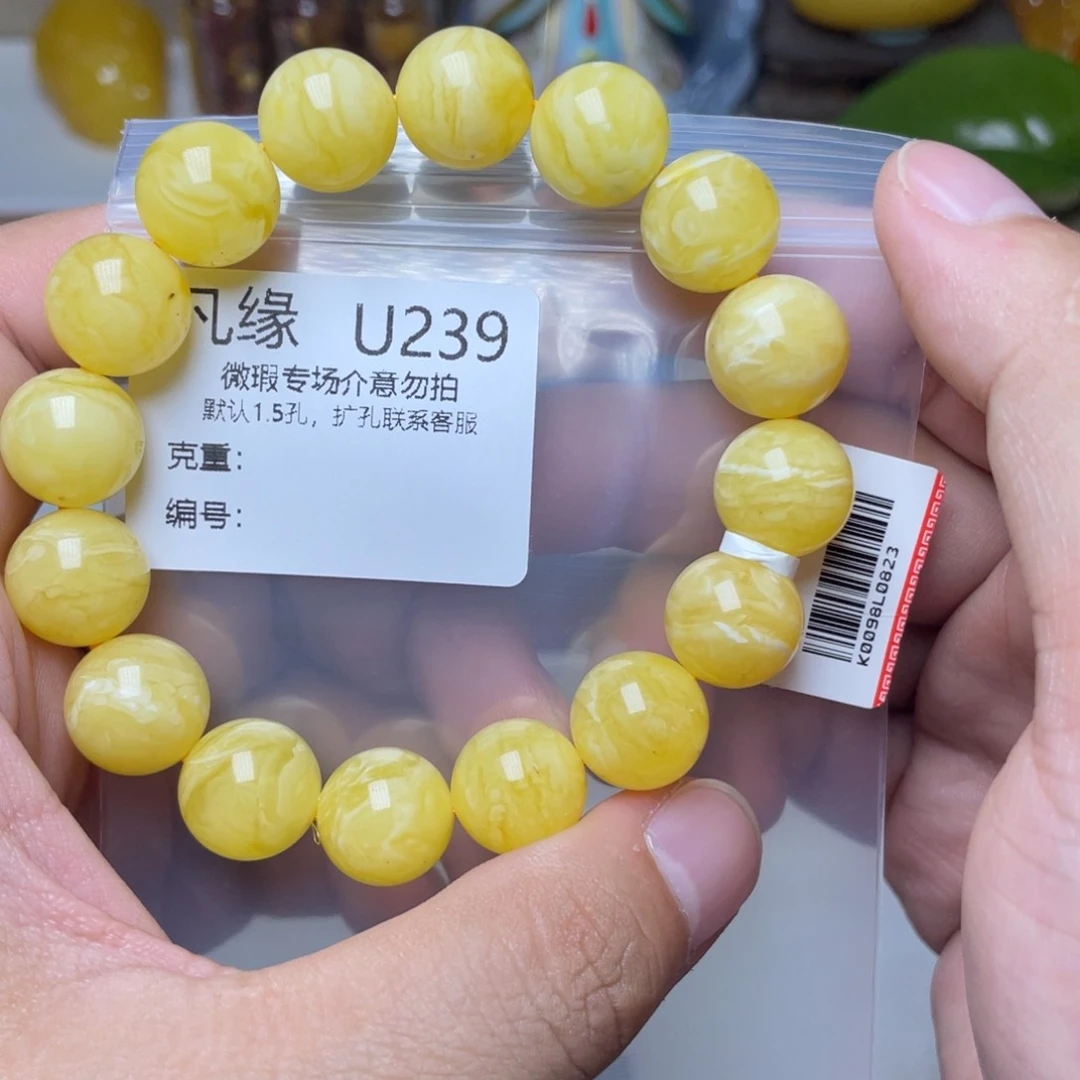 凡缘 U239
微瑕专场介意勿拍
默认1.5孔，扩孔联系客服
克重：
编号：
K0098L0823